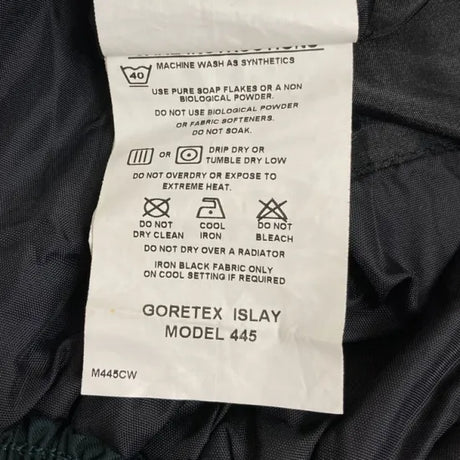 40
MACHINE WASH AS SYNTHETICS
USE PURE SOAP FLAKES OR A NON
BIOLOGICAL POWDER.
DO NOT USE BIOLOGICAL POWDER
OR FABRIC SOFTENERS.
DO NOT SOAK.
OR
DRIP DRY OR
TUMBLE DRY LOW
DO NOT OVERDRY OR EXPOSE TO
EXTREME HEAT.
DO NOT
DRY CLEAN
COOL
IRON
DO NOT
BLEACH
DO NOT DRY OVER A RADIATOR
IRON BLACK FABRIC ONLY
ON COOL SETTING IF REQUIRED
GORETEX ISLAY
MODEL 445
M445CW